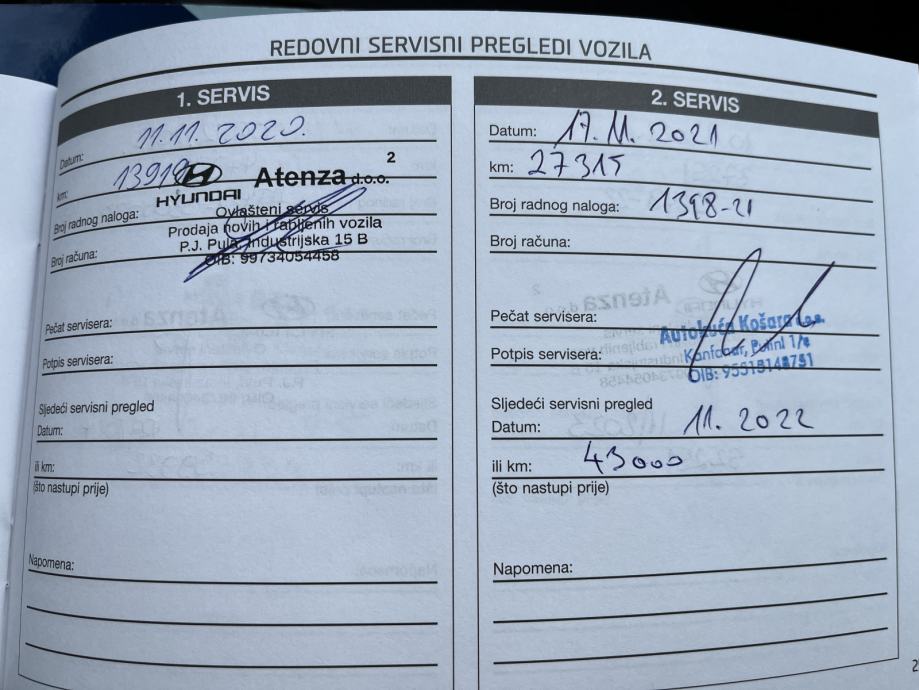 REDOVNI SERVISNI PREGLEDI VOZILA
1. SERVIS
Datum: 11.11. 2020.
km: 13919
2
HYUNDAI Atenza d.o.o.
Broj radnog naloga:
Ovlašteni servis
Prodaja novih i rabljenih vozila
P.J. Pula, Industrijska 15 B
Broj računa:
OIB: 99734054458
Pečat servisera:
Potpis servisera:
Sljedeći servisni pregled
Datum:
ili km:
(što nastupi prije)
Napomena:
2. SERVIS
Datum: 17.11. 2021
km: 27315
Broj radnog naloga: 1398-21
Broj računa:
Pečat servisera:
Autokuća Košara
Potpis servisera:
Kanfanar, 1/e
Sljedeći servisni pregled
Datum: 11. 2022
ili km: 43000
(što nastupi prije)
Napomena: